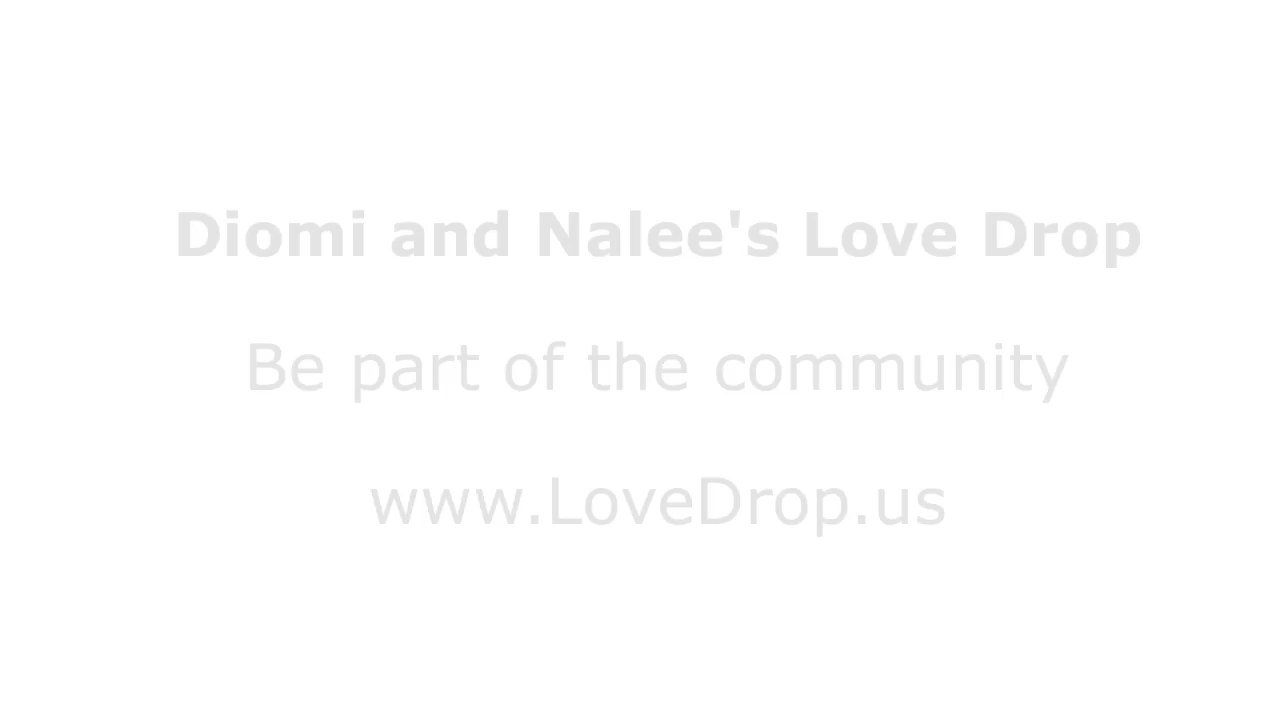 Diomi and Nalee's Love Drop
Be part of the community
www.LoveDrop.us